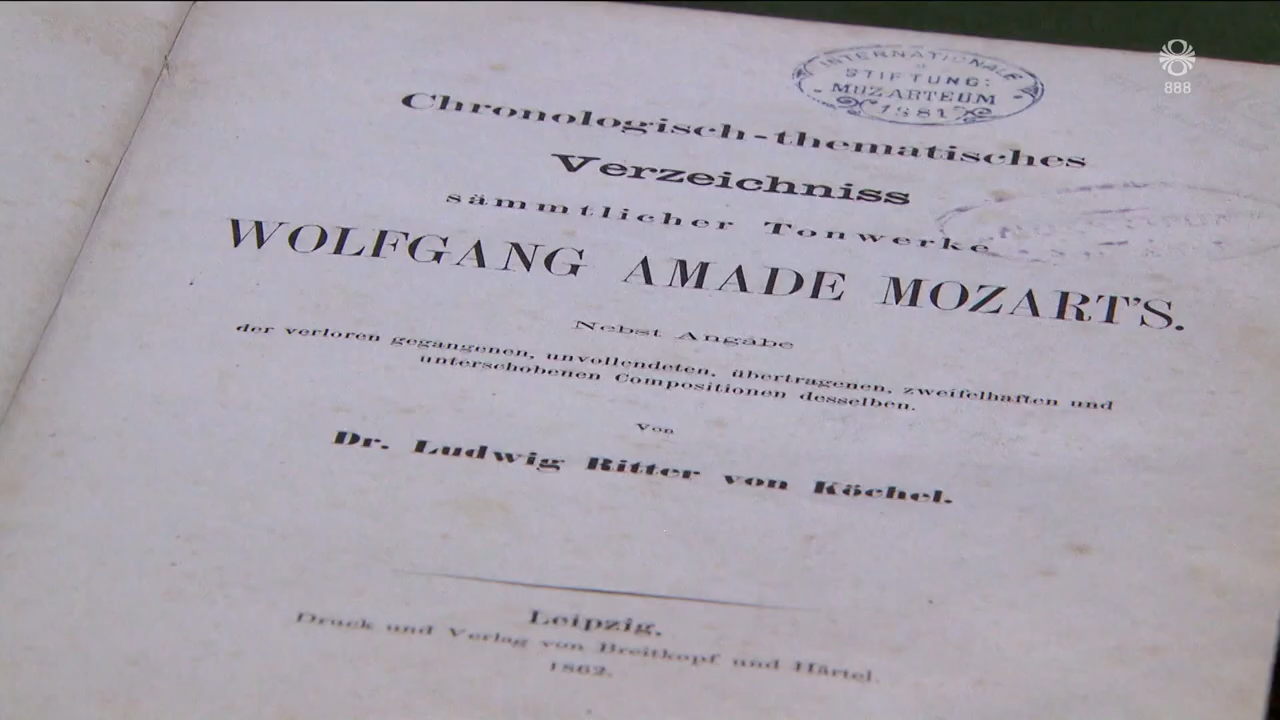 INTERNATIONALE
STIFTUNG:
MOZARTEUM
1881
888
Chronologisch-thematisches
Verzeichniss
sämmtlicher Tonwerke
WOLFGANG AMADE MOZART'S.
Nebst Angabe
der verloren gegangenen, unvollendeten, übertragenen, zweifelhaften und
unterschobenen Compositionen desselben.
Von
Dr. Ludwig Ritter von Köchel.
Leipzig,
Druck und Verlag von Breitkopf und Härtel.
1862.